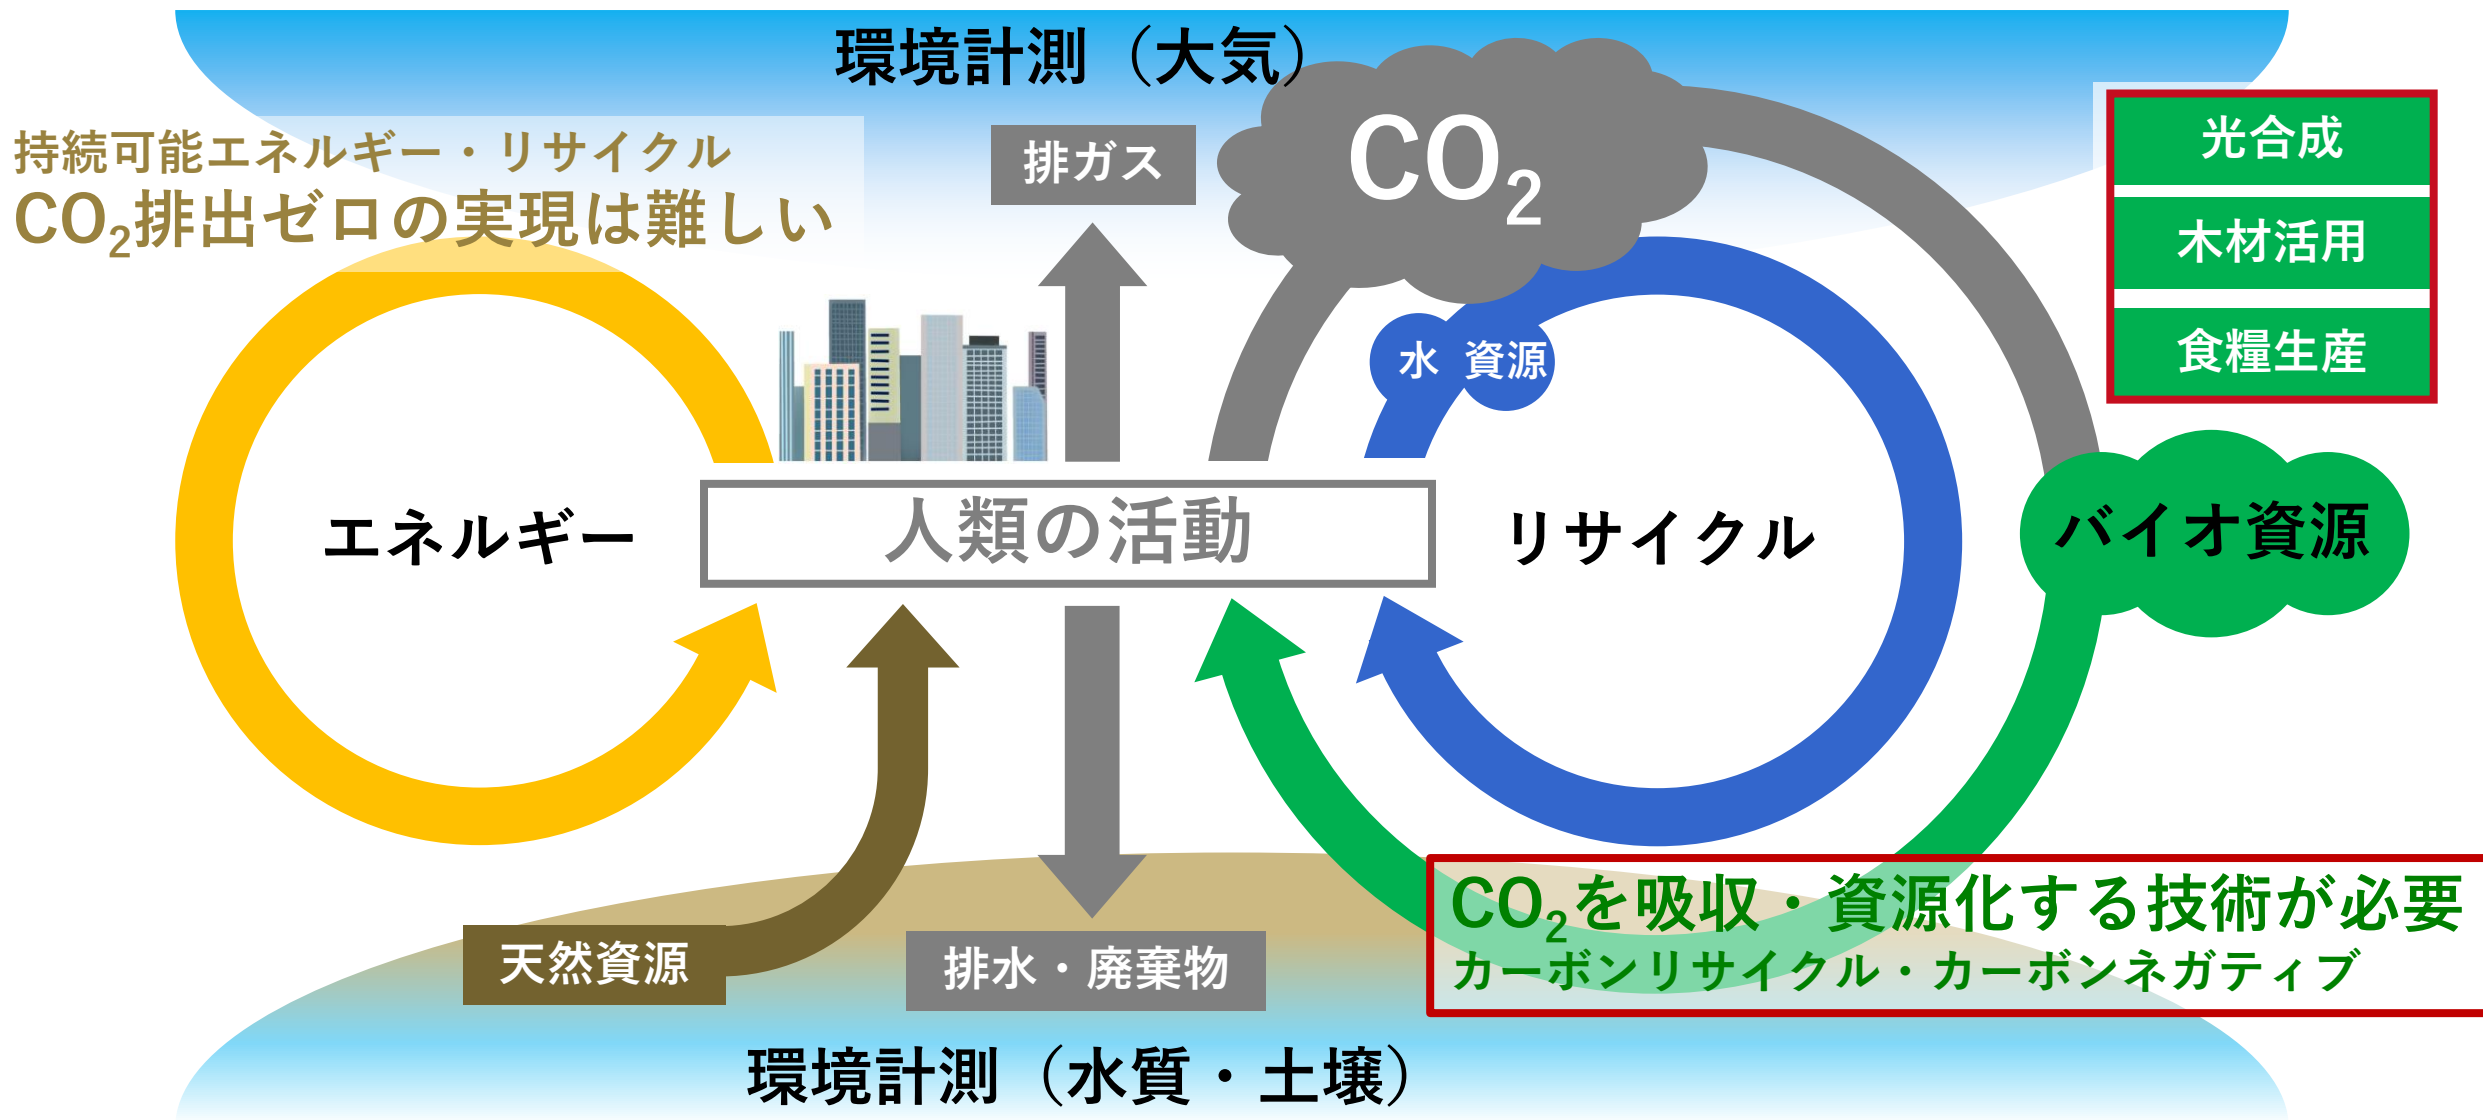 環境計測（大気）
持続可能エネルギー・リサイクル
CO₂排出ゼロの実現は難しい
排ガス
CO₂
光合成
木材活用
食糧生産
水 資源
エネルギー
人類の活動
リサイクル
バイオ資源
天然資源
排水・廃棄物
CO₂を吸収・資源化する技術が必要
カーボンリサイクル・カーボンネガティブ
環境計測（水質・土壌）